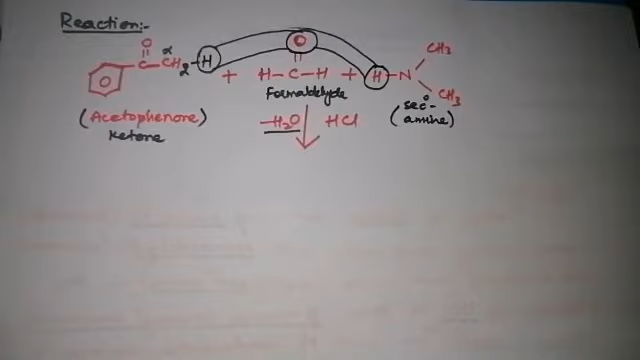 Reaction:-
O
||
C-CH2-H α + H-C-H O || + H-N CH3 CH3
(Acetophenone) Formaldehyde (sec°-
Ketone amine)
-H2O HCl